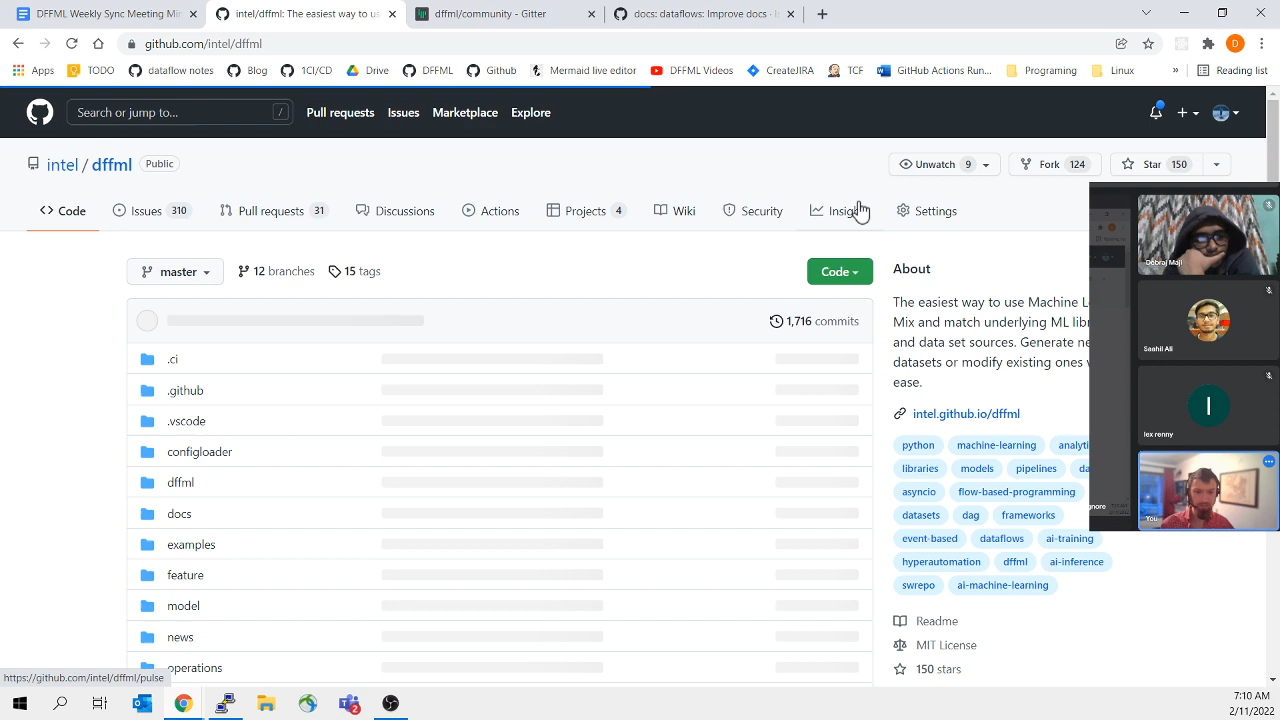 DFFML Weekly Sync Meeting Min
intel/dffml: The easiest way to us
dffml
docs: dataflows: Improve docs
github.com/intel/dffml
Apps
TODO
dataflow notes
Blog
1CI/CD
Drive
DFFML
Github
Mermaid live editor
DFFML Videos
CreateJIRA
TCF
GitHub Actions Run...
Programing
Linux
»
Reading list
Search or jump to...
/
Pull requests
Issues
Marketplace
Explore
intel / dffml
Public
Unwatch 9
Fork 124
Star 150
Code
Issues 310
Pull requests 31
Discussions
Actions
Projects 4
Wiki
Security
Settings
master
12 branches
15 tags
Code
About
The easiest way to use Machine Le
Mix and match underlying ML lib
and data set sources. Generate ne
datasets or modify existing ones w
ease.
1,716 commits
.ci
.github
.vscode
configloader
dffml
docs
examples
feature
model
news
operations
intel.github.io/dffml
python
machine-learning
analyti
libraries
models
pipelines
da
asyncio
flow-based-programming
datasets
dag
frameworks
event-based
dataflows
ai-training
hyperautomation
dffml
ai-inference
swrepo
ai-machine-learning
Readme
MIT License
150 stars
Debraj Maji
Saahil Ali
I
lex renny
gnore
You
https://github.com/intel/dffml/pulse
2
7:10 AM
2/11/2022